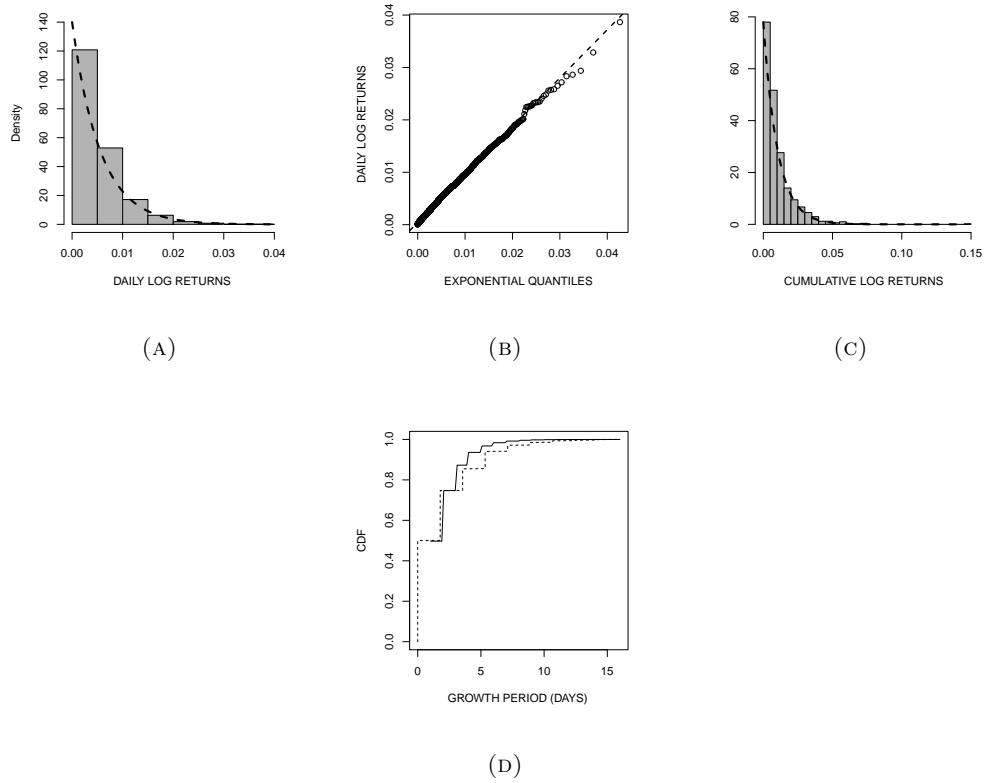 140
120
100
80
60
40
20
0
Density
0.00 0.01 0.02 0.03 0.04
DAILY LOG RETURNS
(A)
0.04
0.03
0.02
0.01
0.00
DAILY LOG RETURNS
0.00 0.01 0.02 0.03 0.04
EXPONENTIAL QUANTILES
(B)
80
60
40
20
0
0.00 0.05 0.10 0.15
CUMULATIVE LOG RETURNS
(C)
1.0
0.8
0.6
0.4
0.2
0.0
CDF
0 5 10 15
GROWTH PERIOD (DAYS)
(D)